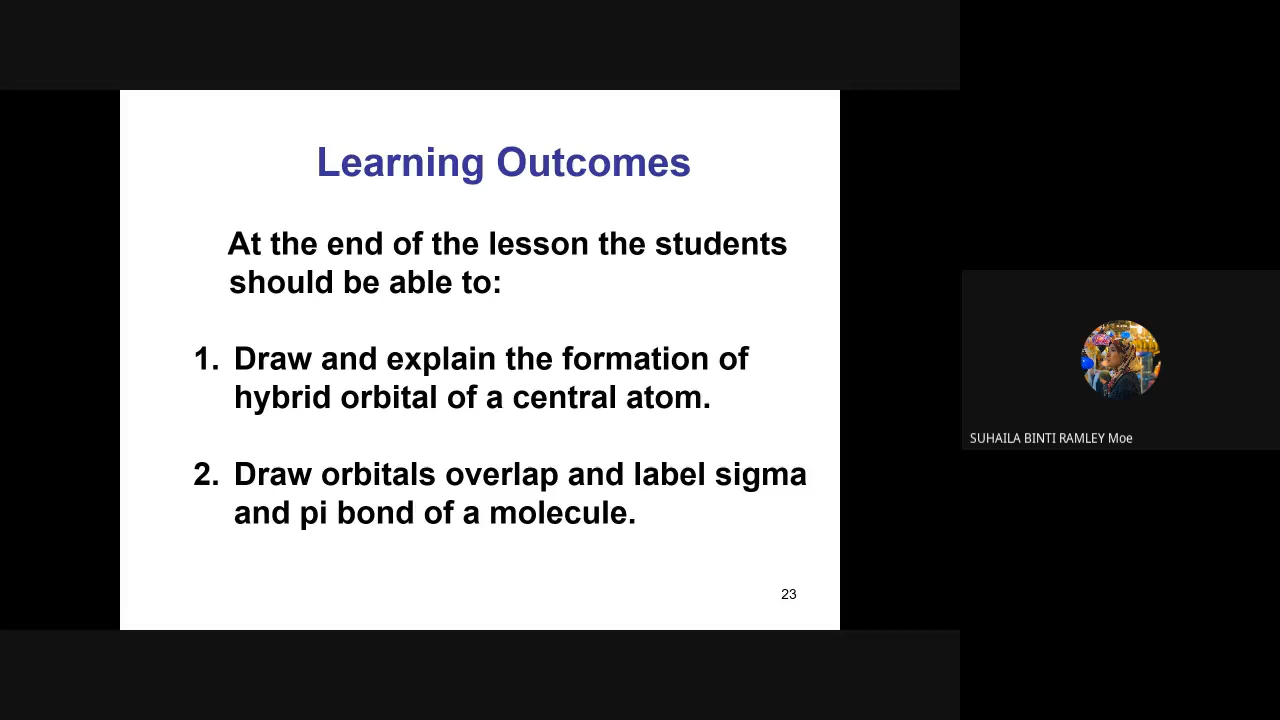 Learning Outcomes
At the end of the lesson the students
should be able to:
1. Draw and explain the formation of
hybrid orbital of a central atom.
2. Draw orbitals overlap and label sigma
and pi bond of a molecule.
23
SUHAILA BINTI RAMLEY Moe